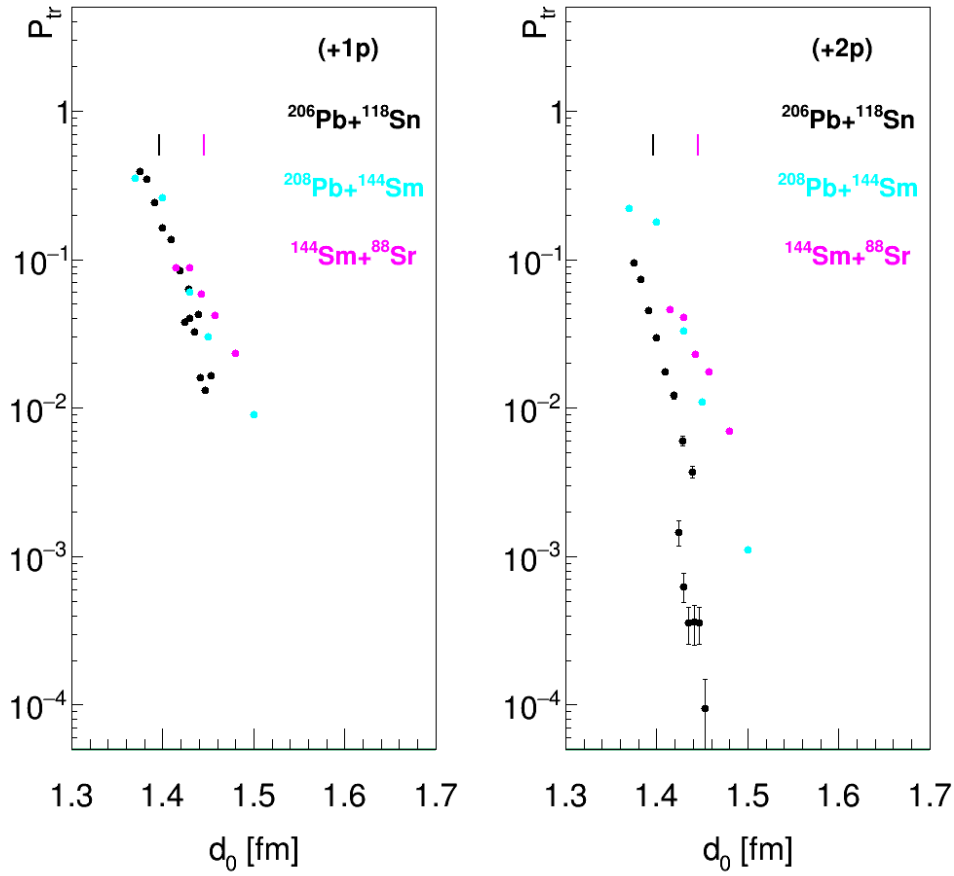 P_tr
(+1p)
²⁰⁶Pb+¹¹⁸Sn
²⁰⁸Pb+¹⁴⁴Sm
¹⁴⁴Sm+⁸⁸Sr
1
10⁻¹
10⁻²
10⁻³
10⁻⁴
1.3 1.4 1.5 1.6 1.7
d₀ [fm]
P_tr
(+2p)
²⁰⁶Pb+¹¹⁸Sn
²⁰⁸Pb+¹⁴⁴Sm
¹⁴⁴Sm+⁸⁸Sr
1
10⁻¹
10⁻²
10⁻³
10⁻⁴
1.3 1.4 1.5 1.6 1.7
d₀ [fm]